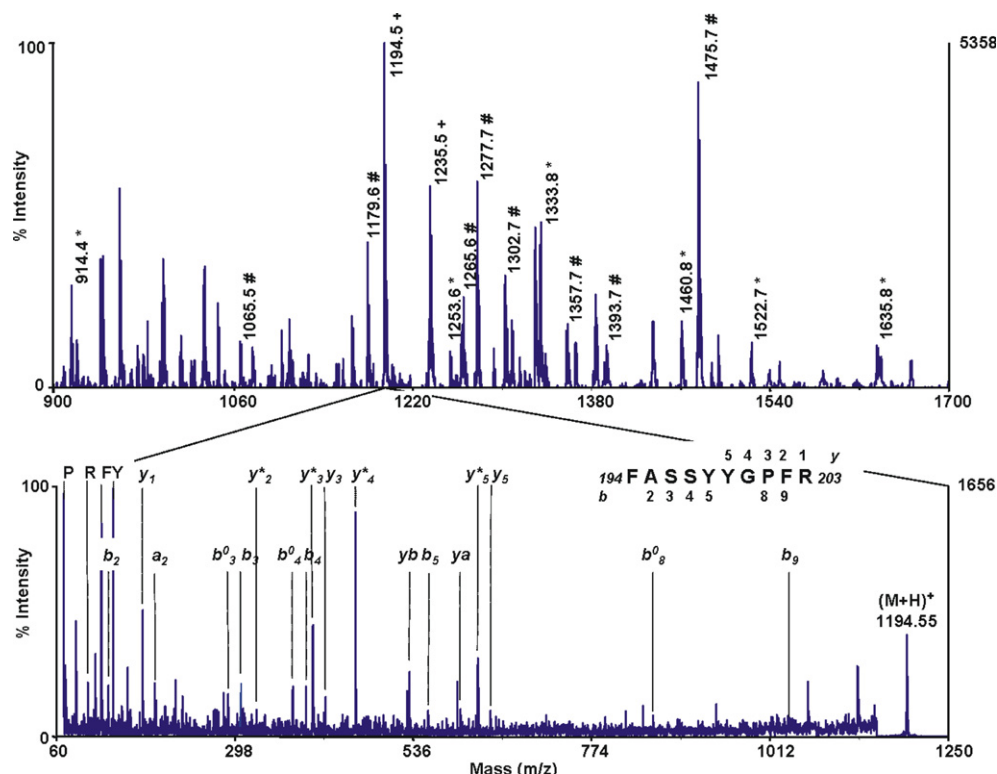 100
5358
% Intensity
0
914.4 *
1065.5 #
1179.6 #
1194.5 +
1235.5 +
1253.6 *
1265.6 #
1277.7 #
1302.7 #
1333.8 *
1357.7 #
1393.7 #
1460.8 *
1475.7 #
1522.7 *
1635.8 *
900 1060 1220 1380 1540 1700
P R F Y y1 y*2 y*3 y3 y*4 y*5 y5
5 4 3 2 1 y
194 F A S S Y Y G P F R 203
b 2 3 4 5 8 9
100
1656
b2 a2 b03 b3 b04 b4 yb b5 ya b08 b9
(M+H)+
1194.55
% Intensity
0
60 298 536 774 1012 1250
Mass (m/z)